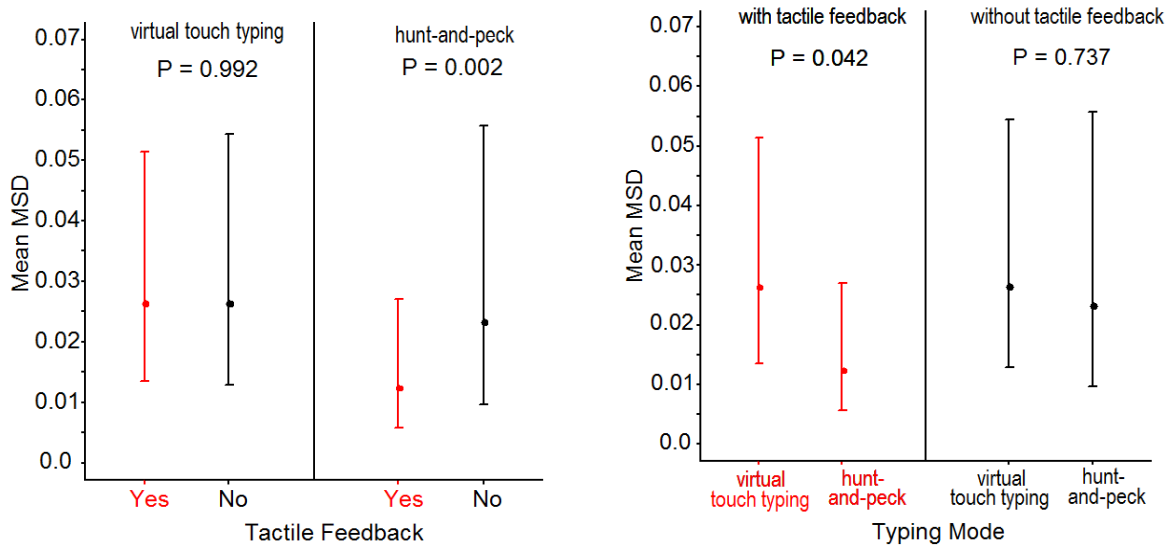 virtual touch typing
hunt-and-peck
P = 0.992
P = 0.002
0.07
0.06
0.05
0.04
0.03
0.02
0.01
0.0
Mean MSD
Yes
No
Yes
No
Tactile Feedback
with tactile feedback
without tactile feedback
P = 0.042
P = 0.737
0.07
0.06
0.05
0.04
0.03
0.02
0.01
0.0
Mean MSD
virtual
touch typing
hunt-
and-peck
virtual
touch typing
hunt-
and-peck
Typing Mode